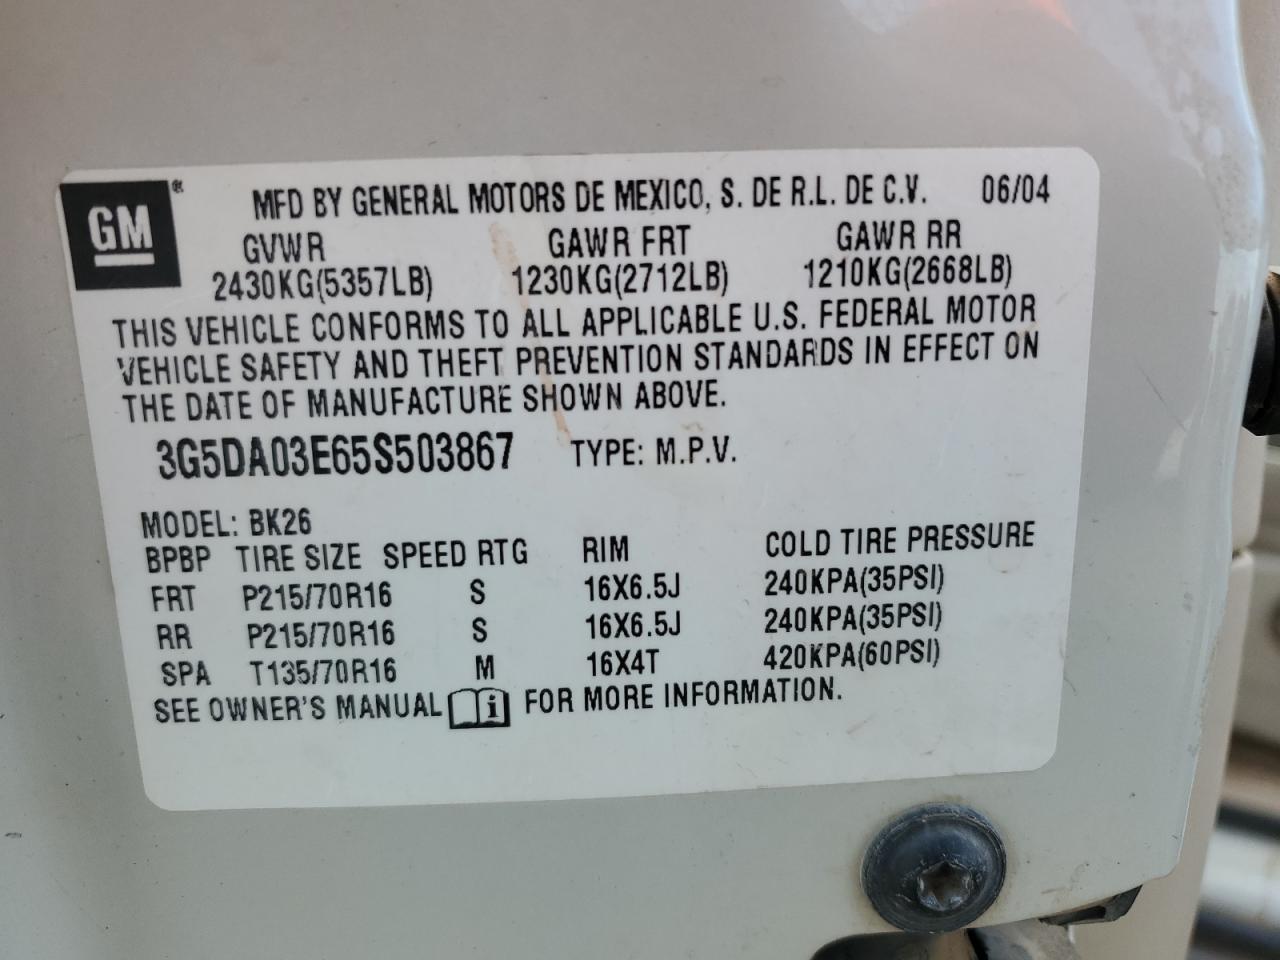 GM ®
MFD BY GENERAL MOTORS DE MEXICO, S. DE R.L. DE C.V. 06/04
GVWR GAWR FRT GAWR RR
2430KG(5357LB) 1230KG(2712LB) 1210KG(2668LB)
THIS VEHICLE CONFORMS TO ALL APPLICABLE U.S. FEDERAL MOTOR
VEHICLE SAFETY AND THEFT PREVENTION STANDARDS IN EFFECT ON
THE DATE OF MANUFACTURE SHOWN ABOVE.
3G5DA03E65S503867 TYPE: M.P.V.
MODEL: BK26
BPBP TIRE SIZE SPEED RTG RIM COLD TIRE PRESSURE
FRT P215/70R16 S 16X6.5J 240KPA(35PSI)
RR P215/70R16 S 16X6.5J 240KPA(35PSI)
SPA T135/70R16 M 16X4T 420KPA(60PSI)
SEE OWNER'S MANUAL i FOR MORE INFORMATION.